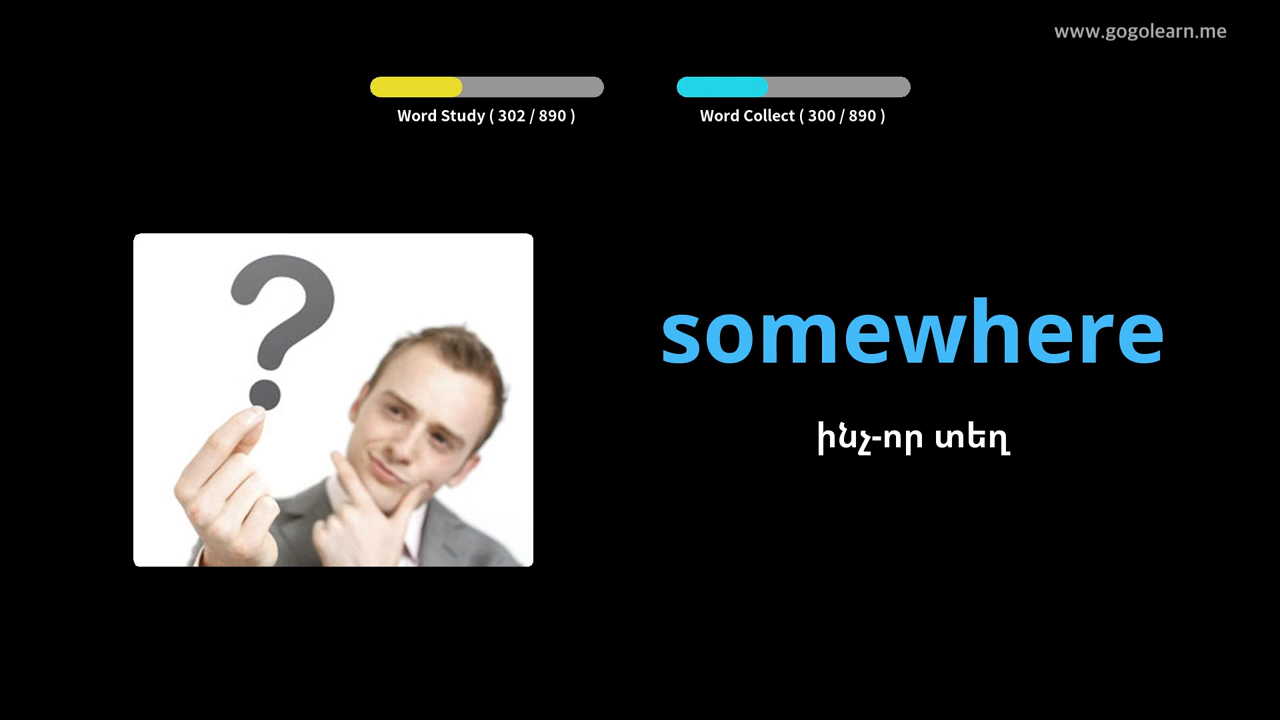 www.gogolearn.me
Word Study ( 302 / 890 )
Word Collect ( 300 / 890 )
?
somewhere
ինչ-որ տեղ